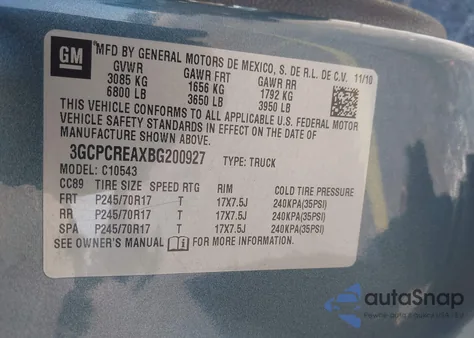 GM
MFD BY GENERAL MOTORS DE MEXICO, S. DE R.L. DE C.V. 11/10
GVWR GAWR FRT GAWR RR
3085 KG 1656 KG 1792 KG
6800 LB 3650 LB 3950 LB
THIS VEHICLE CONFORMS TO ALL APPLICABLE U.S. FEDERAL MOTOR
VEHICLE SAFETY STANDARDS IN EFFECT ON THE DATE OF
MANUFACTURE SHOWN ABOVE.
3GCPCREAXBG200927 TYPE: TRUCK
MODEL: C10543
CC89 TIRE SIZE SPEED RTG RIM COLD TIRE PRESSURE
FRT P245/70R17 T 17X7.5J 240KPA(35PSI)
RR P245/70R17 T 17X7.5J 240KPA(35PSI)
SPA P245/70R17 T 17X7.5J 240KPA(35PSI)
SEE OWNER'S MANUAL FOR MORE INFORMATION.
autoSnap